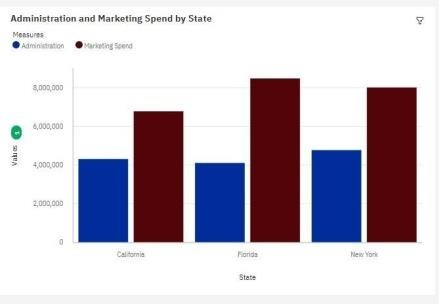 Administration and Marketing Spend by State
Measures
Administration Marketing Spend
8,000,000
6,000,000
4,000,000
2,000,000
0
Values
California Florida New York
State